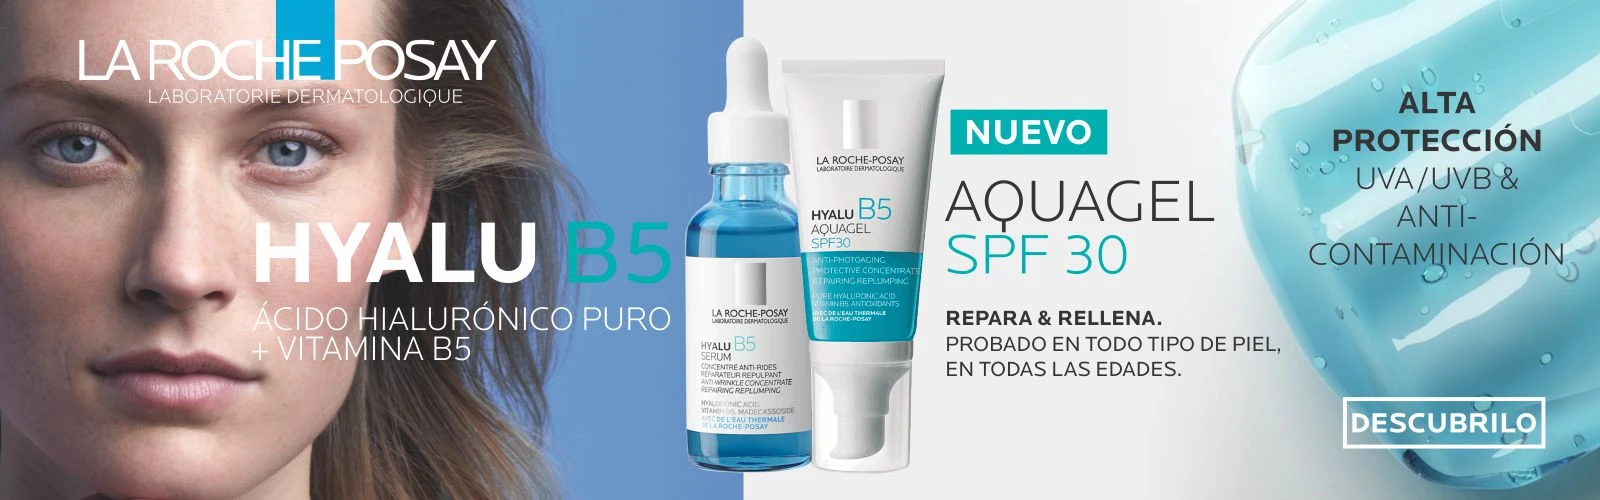 LA ROCHE POSAY
LABORATORIE DERMATOLOGIQUE
HYALU B5
ÁCIDO HIALURÓNICO PURO
+ VITAMINA B5
LA ROCHE-POSAY
LABORATOIRE DERMATOLOGIQUE
HYALU B5
SERUM
CONCENTRÉ ANTI-RIDES
RÉPARATEUR REPULPANT
ANTI-WRINKLE CONCENTRATE
REPAIRING REPLUMPING
HYALURONIC ACID,
VITAMIN B5, MADECASSOSIDE
AVEC DE L'EAU THERMALE
DE LA ROCHE-POSAY
LA ROCHE-POSAY
LABORATOIRE DERMATOLOGIQUE
HYALU B5
AQUAGEL
SPF30
ANTI-PHOTOAGING
PROTECTIVE CONCENTRATE
REPAIRING REPLUMPING
PURE HYALURONIC ACID
VITAMIN B5 ANTIOXIDANTS
AVEC DE L'EAU THERMALE
DE LA ROCHE-POSAY
NUEVO
AQUAGEL
SPF 30
REPARA & RELLENA.
PROBADO EN TODO TIPO DE PIEL,
EN TODAS LAS EDADES.
ALTA
PROTECCIÓN
UVA/UVB &
ANTI-
CONTAMINACIÓN
DESCUBRILO